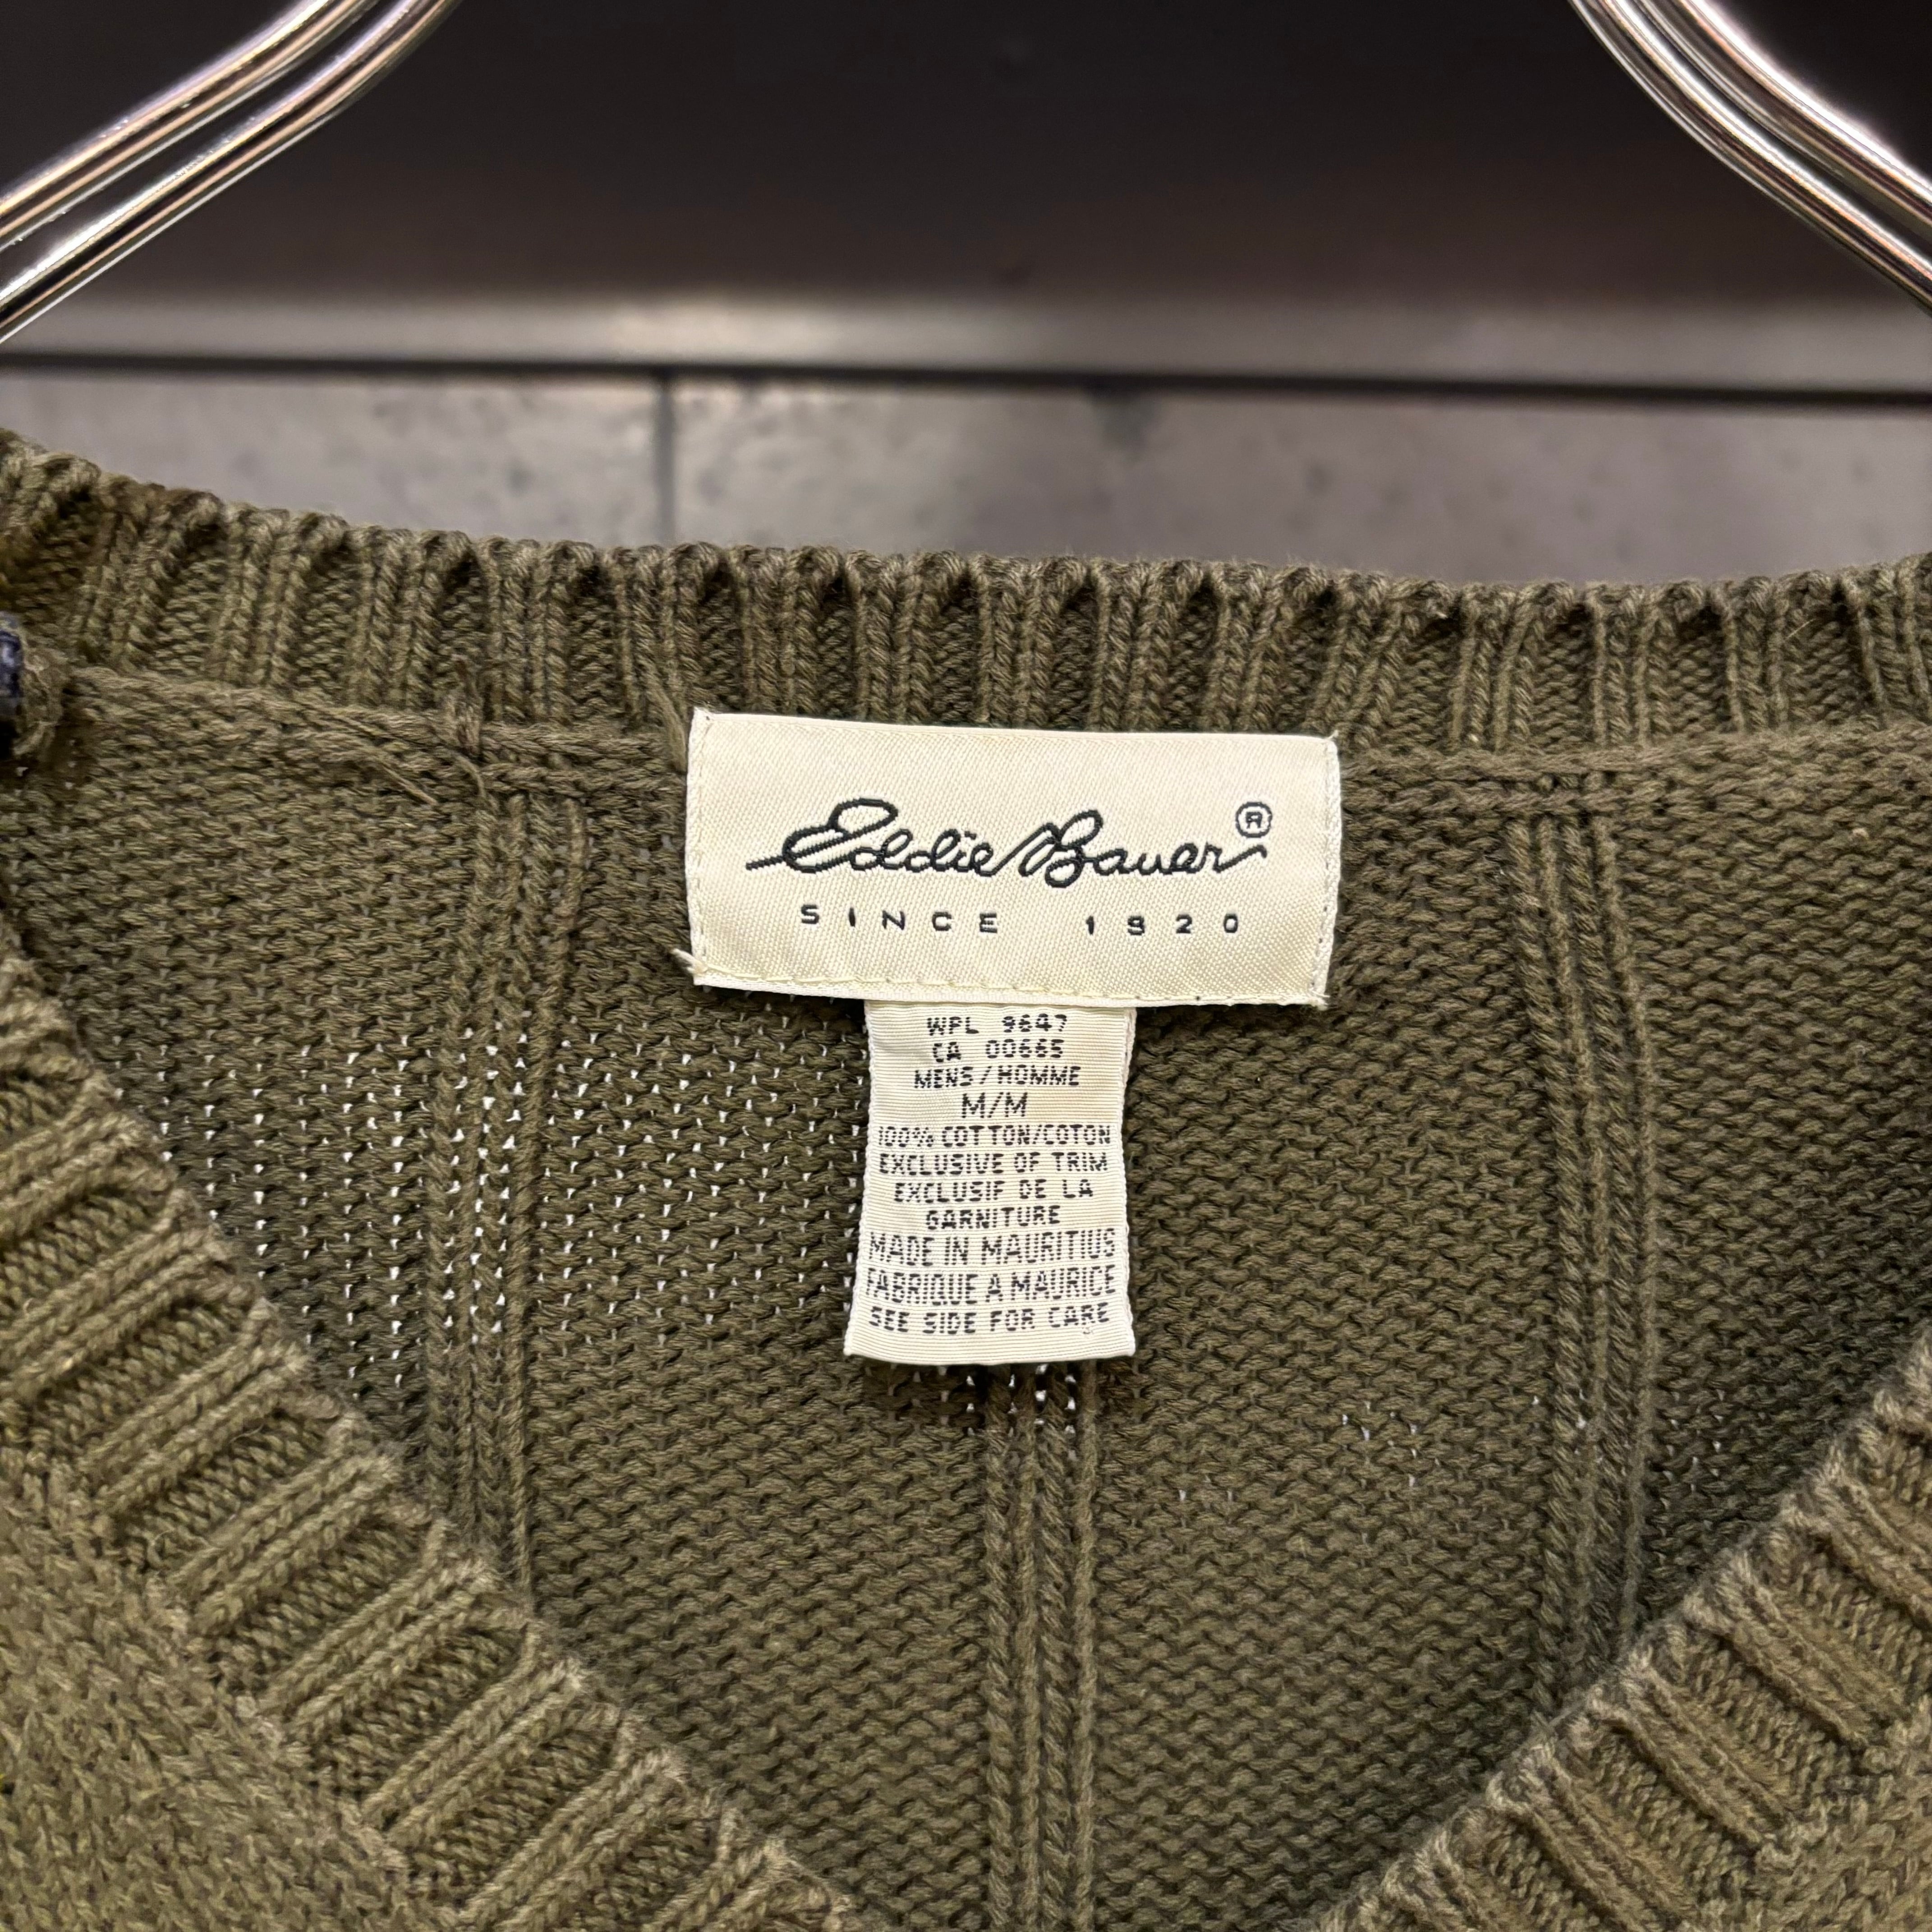 Eddie Bauer ®
SINCE 1920
WPL 9647
CA 00665
MENS/HOMME
M/M
100% COTTON/COTON
EXCLUSIVE OF TRIM
EXCLUSIF DE LA
GARNITURE
MADE IN MAURITIUS
FABRIQUE A MAURICE
SEE SIDE FOR CARE